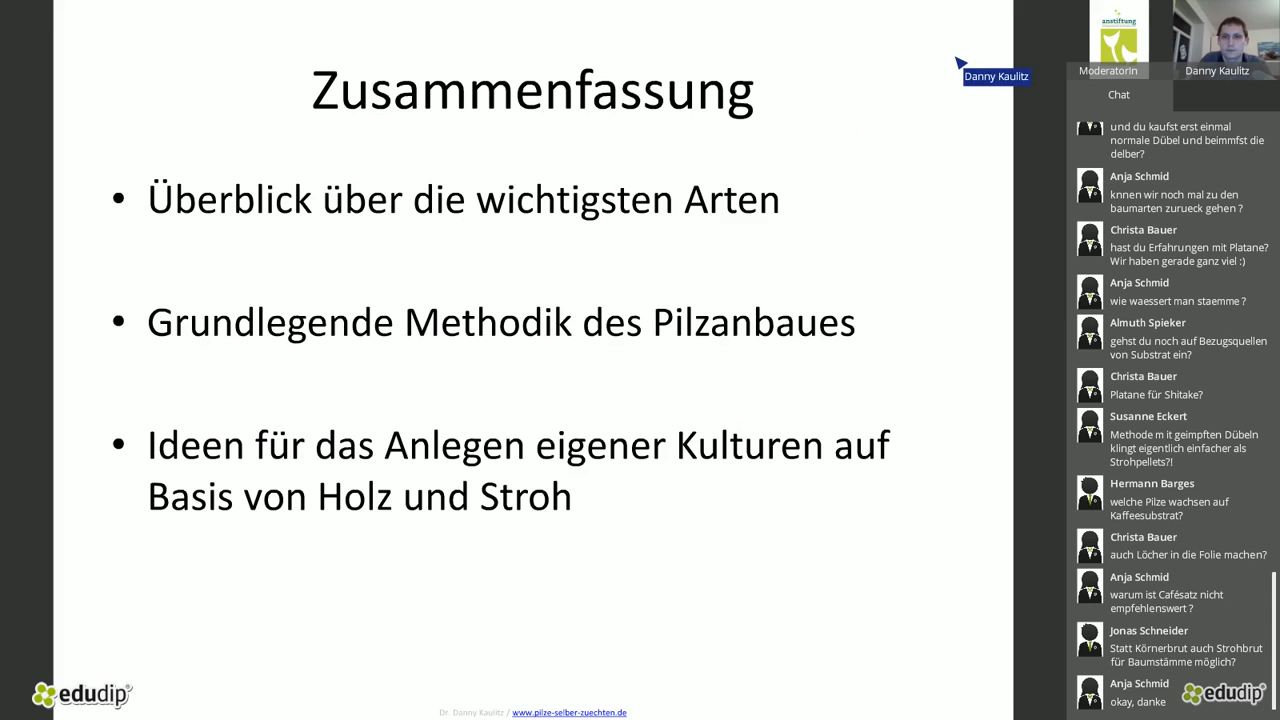 Zusammenfassung
• Überblick über die wichtigsten Arten
• Grundlegende Methodik des Pilzanbaues
• Ideen für das Anlegen eigener Kulturen auf
Basis von Holz und Stroh
Dr. Danny Kaulitz / www.pilze-selber-zuechten.de
edudip
Danny Kaulitz
anstiftung
Moderatorin
Danny Kaulitz
Chat
und du kaufst erst einmal
normale Dübel und beimmfst die
delber?
Anja Schmid
knnen wir noch mal zu den
baumarten zurueck gehen ?
Christa Bauer
hast du Erfahrungen mit Platane?
Wir haben gerade ganz viel :)
Anja Schmid
wie waessert man staemme ?
Almuth Spieker
gehst du noch auf Bezugsquellen
von Substrat ein?
Christa Bauer
Platane für Shitake?
Susanne Eckert
Methode m it geimpften Dübeln
klingt eigentlich einfacher als
Strohpellets?!
Hermann Barges
welche Pilze wachsen auf
Kaffeesubstrat?
Christa Bauer
auch Löcher in die Folie machen?
Anja Schmid
warum ist Cafésatz nicht
empfehlenswert ?
Jonas Schneider
Statt Körnerbrut auch Strohbrut
für Baumstämme möglich?
Anja Schmid
okay, danke
edudip